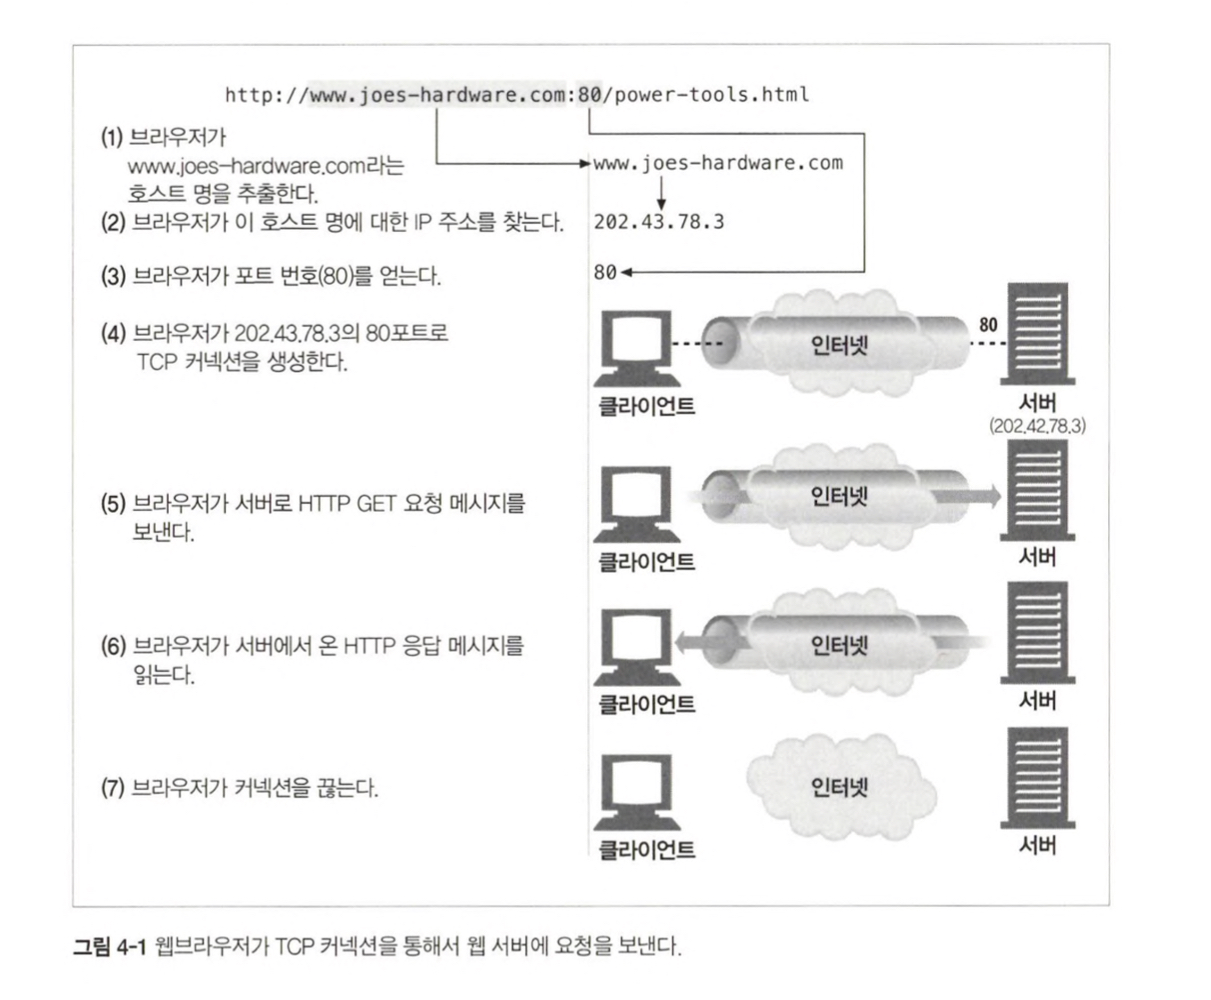 http://www.joes-hardware.com:80/power-tools.html
(1) 브라우저가
www.joes-hardware.com라는
호스트 명을 추출한다.
www.joes-hardware.com
(2) 브라우저가 이 호스트 명에 대한 IP 주소를 찾는다.
202.43.78.3
(3) 브라우저가 포트 번호(80)를 얻는다.
80
(4) 브라우저가 202.43.78.3의 80포트로
TCP 커넥션을 생성한다.
인터넷
80
클라이언트
서버
(202.42.78.3)
(5) 브라우저가 서버로 HTTP GET 요청 메시지를
보낸다.
인터넷
클라이언트
서버
(6) 브라우저가 서버에서 온 HTTP 응답 메시지를
읽는다.
인터넷
클라이언트
서버
(7) 브라우저가 커넥션을 끊는다.
인터넷
클라이언트
서버
그림 4-1 웹브라우저가 TCP 커넥션을 통해서 웹 서버에 요청을 보낸다.